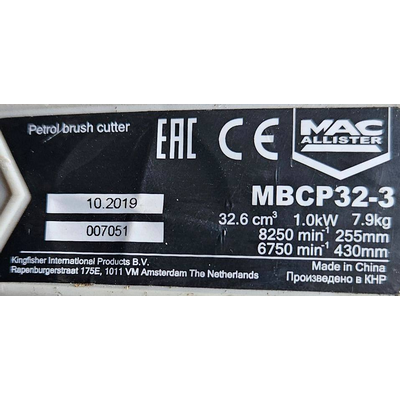 Petrol brush cutter
EAC CE
MAC
ALLISTER
MBCP32-3
10.2019
32.6 cm³ 1.0kW 7.9kg
007051
8250 min⁻¹ 255mm
6750 min⁻¹ 430mm
Kingfisher International Products B.V.
Rapenburgerstraat 175E, 1011 VM Amsterdam The Netherlands
Made in China
Произведено в КНР